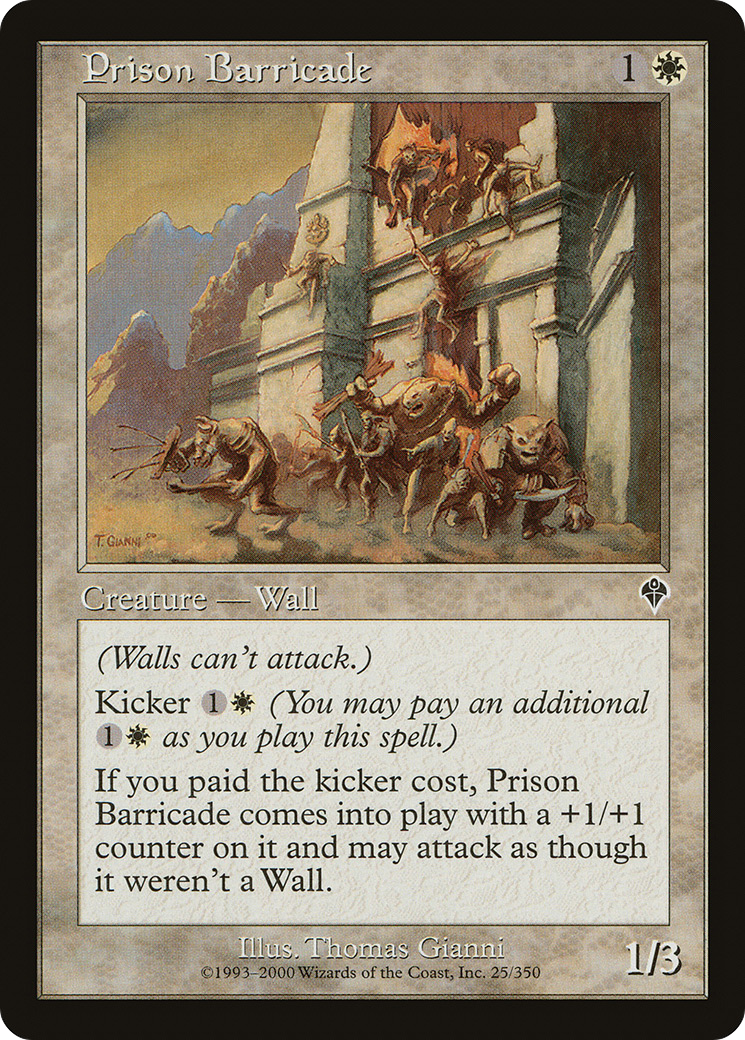 Prison Barricade 1
T. GIANNI
Creature — Wall
(Walls can't attack.)
Kicker 1 (You may pay an additional
1 as you play this spell.)
If you paid the kicker cost, Prison
Barricade comes into play with a +1/+1
counter on it and may attack as though
it weren't a Wall.
Illus. Thomas Gianni
©1993–2000 Wizards of the Coast, Inc. 25/350
1/3